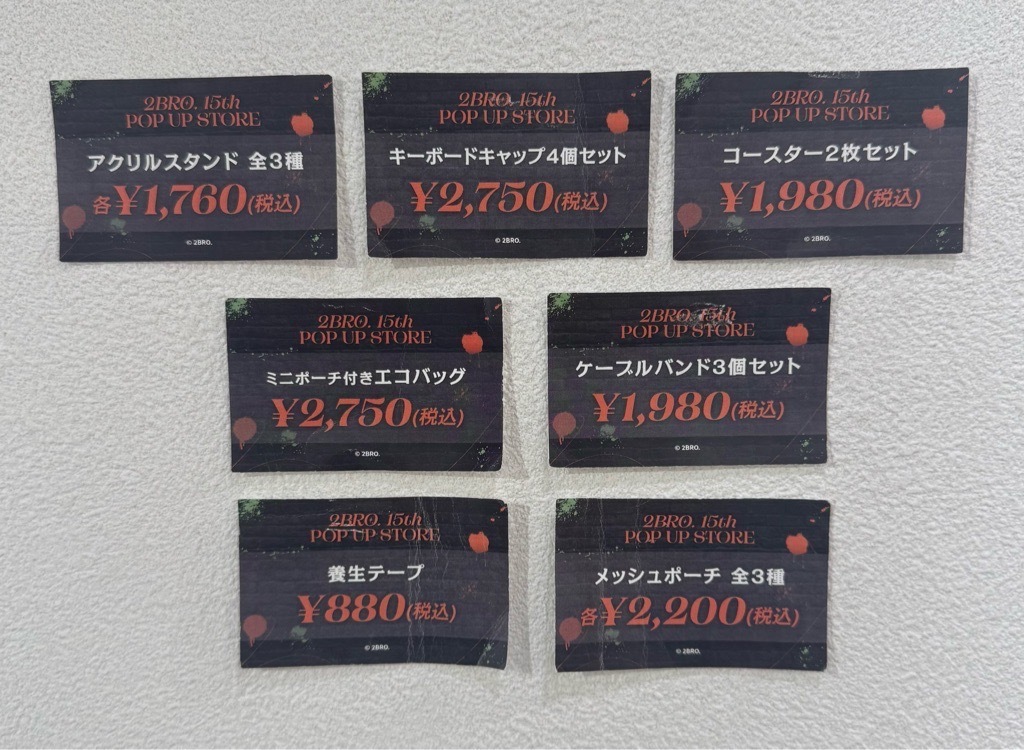 2BRO. 15th
POP UP STORE
アクリルスタンド 全3種
各¥1,760(税込)
© 2BRO.
2BRO. 15th
POP UP STORE
キーボードキャップ4個セット
¥2,750(税込)
© 2BRO.
2BRO. 15th
POP UP STORE
コースター2枚セット
¥1,980(税込)
© 2BRO.
2BRO. 15th
POP UP STORE
ミニポーチ付きエコバッグ
¥2,750(税込)
© 2BRO.
2BRO. 15th
POP UP STORE
ケーブルバンド3個セット
¥1,980(税込)
© 2BRO.
2BRO. 15th
POP UP STORE
養生テープ
¥880(税込)
© 2BRO.
2BRO. 15th
POP UP STORE
メッシュポーチ 全3種
各¥2,200(税込)
© 2BRO.